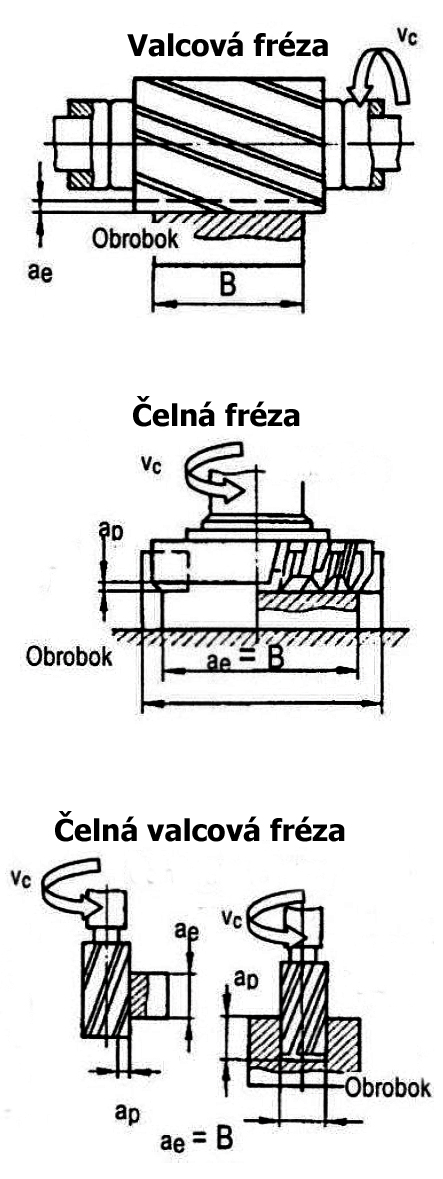 Valcová fréza
vc
Obrobok
ae
B
Čelná fréza
vc
ap
Obrobok
ae = B
Čelná valcová fréza
vc
ae
vc
ap
Obrobok
ap
ae = B